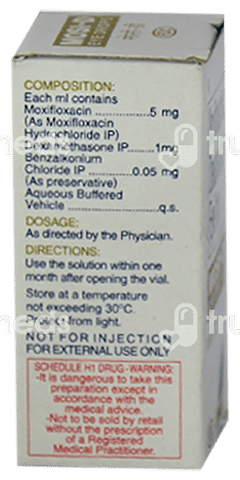 COMPOSITION:
Each ml contains
Moxifloxacin..............5 mg
(As Moxifloxacin
Hydrochloride IP)
Dexamethasone IP......1mg
Benzalkonium
Chloride IP.........0.05 mg
(As preservative)
Aqueous Buffered
Vehicle ..................q.s.
DOSAGE:
As directed by the Physician.
DIRECTIONS:
Use the solution within one
month after opening the vial.
Store at a temperature
not exceeding 30°C.
Protect from light.
NOT FOR INJECTION
FOR EXTERNAL USE ONLY
SCHEDULE H1 DRUG -WARNING:
-It is dangerous to take this
preparation except in
accordance with the
medical advice.
-Not to be sold by retail
without the prescription
of a Registered
Medical Practitioner.